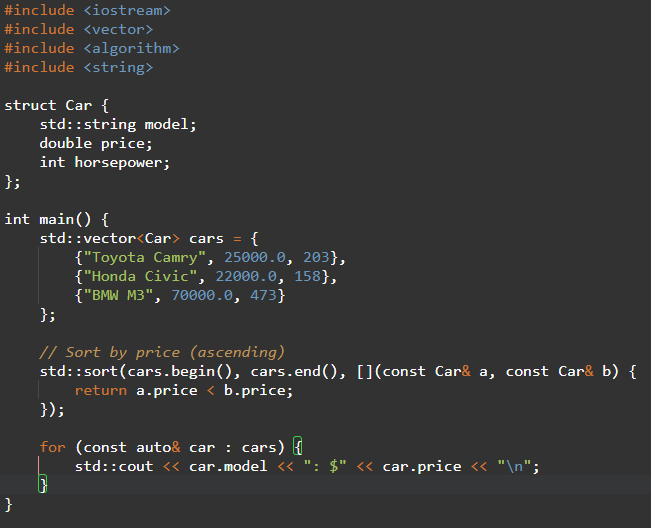 #include <iostream>
#include <vector>
#include <algorithm>
#include <string>

struct Car {
    std::string model;
    double price;
    int horsepower;
};

int main() {
    std::vector<Car> cars = {
        {"Toyota Camry", 25000.0, 203},
        {"Honda Civic", 22000.0, 158},
        {"BMW M3", 70000.0, 473}
    };

    // Sort by price (ascending)
    std::sort(cars.begin(), cars.end(), [](const Car& a, const Car& b) {
        return a.price < b.price;
    });

    for (const auto& car : cars) {
        std::cout << car.model << ": $" << car.price << "\n";
    }
}